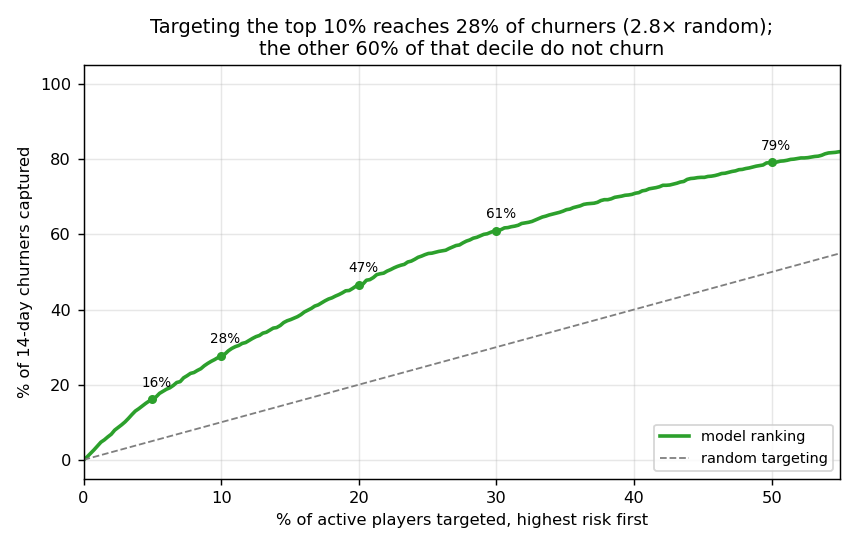 Targeting the top 10% reaches 28% of churners (2.8× random);
the other 60% of that decile do not churn
% of 14-day churners captured
100
80
60
40
20
0
16%
28%
47%
61%
79%
model ranking
random targeting
0
10
20
30
40
50
% of active players targeted, highest risk first